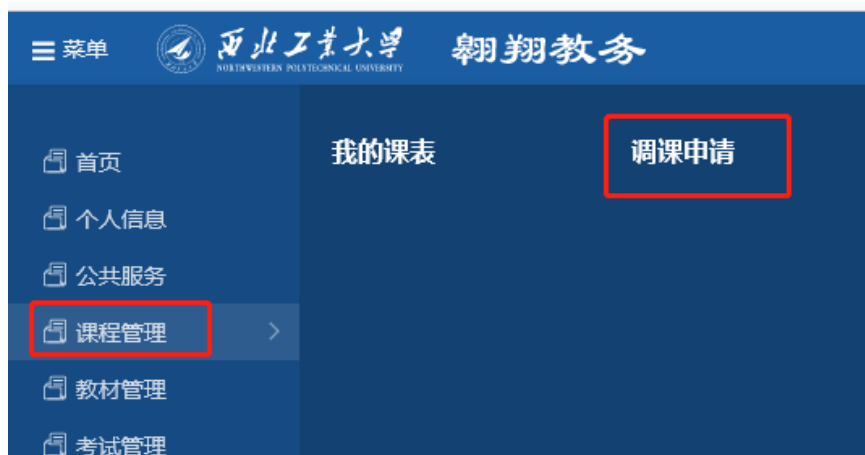 菜单
西北工业大学
NORTHWESTERN POLYTECHNICAL UNIVERSITY
翱翔教务
首页
个人信息
公共服务
课程管理
教材管理
考试管理
我的课表
调课申请